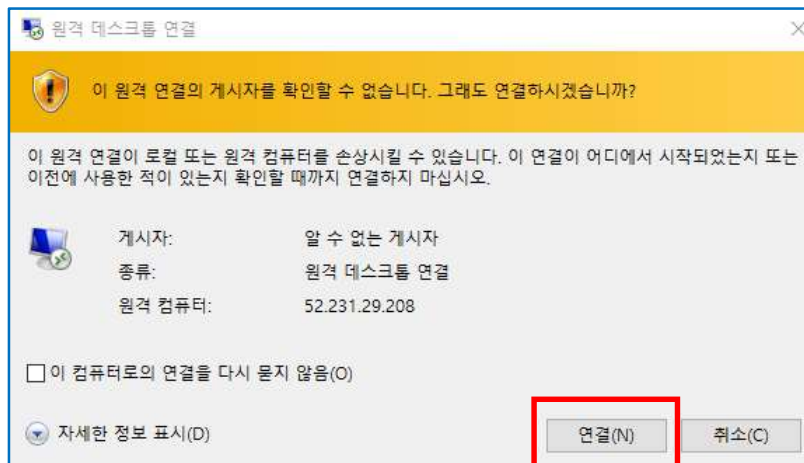 원격 데스크톱 연결
이 원격 연결의 게시자를 확인할 수 없습니다. 그래도 연결하시겠습니까?
이 원격 연결이 로컬 또는 원격 컴퓨터를 손상시킬 수 있습니다. 이 연결이 어디에서 시작되었는지 또는
이전에 사용한 적이 있는지 확인할 때까지 연결하지 마십시오.
게시자: 알 수 없는 게시자
종류: 원격 데스크톱 연결
원격 컴퓨터: 52.231.29.208
이 컴퓨터로의 연결을 다시 묻지 않음(O)
자세한 정보 표시(D) 연결(N) 취소(C)